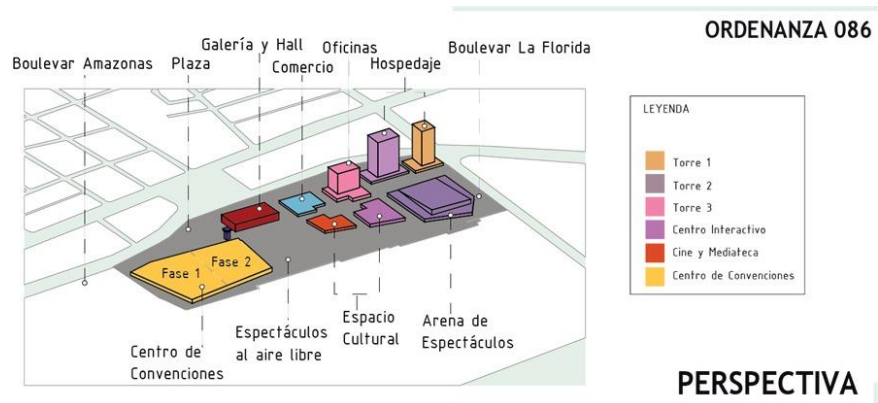 ORDENANZA 086
Galería y Hall
Oficinas
Boulevar La Florida
Boulevar Amazonas
Plaza
Comercio
Hospedaje
LEYENDA
Torre 1
Torre 2
Torre 3
Centro Interactivo
Cine y Mediateca
Centro de Convenciones
Fase 1
Fase 2
Centro de
Convenciones
Espectáculos
al aire libre
Espacio
Cultural
Arena de
Espectáculos
PERSPECTIVA